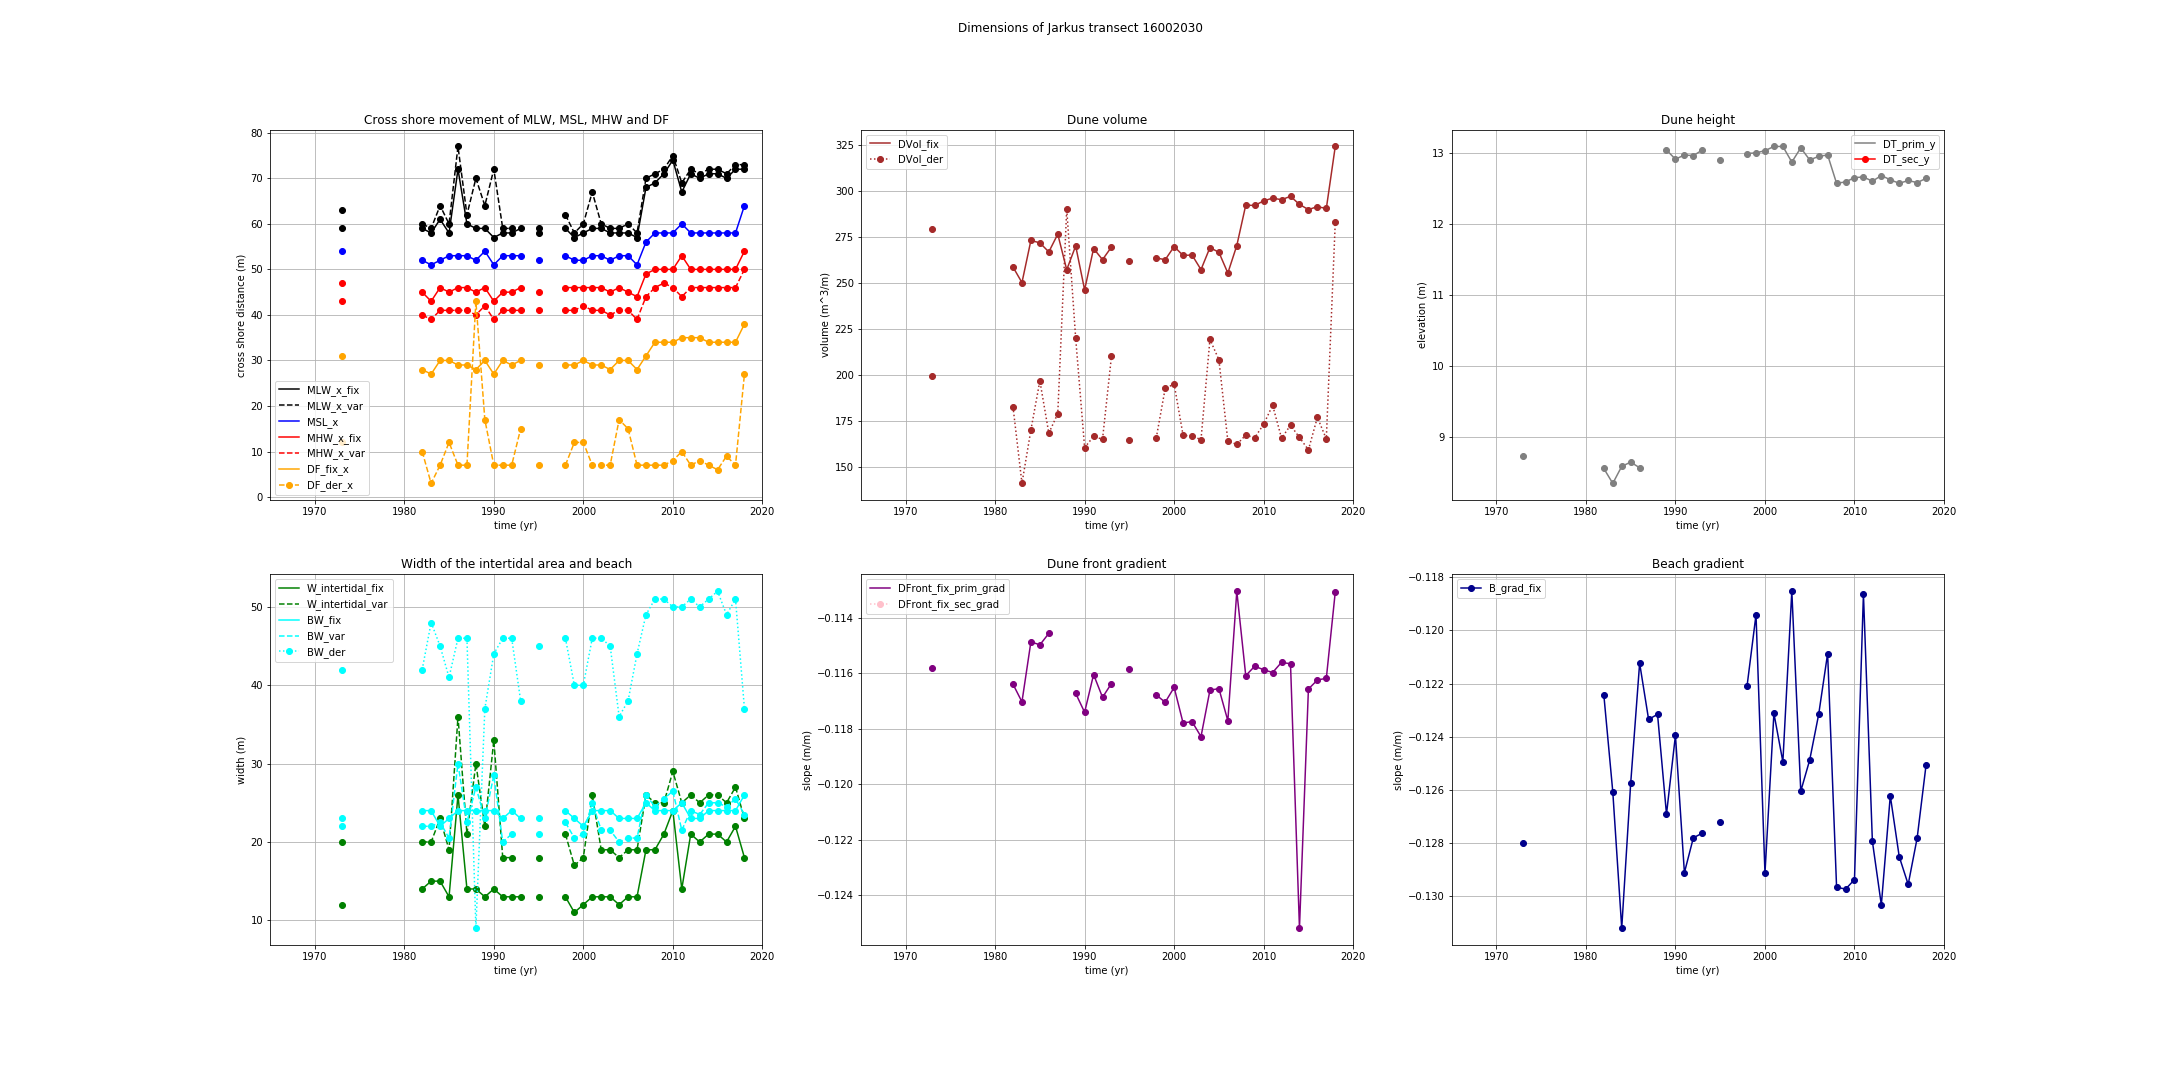 Dimensions of Jarkus transect 16002030
Cross shore movement of MLW, MSL, MHW and DF
80
70
60
50
40
30
20
10
0
cross shore distance (m)
MLW_x_fix
MLW_x_var
MSL_x
MHW_x_fix
MHW_x_var
DF_fix_x
DF_der_x
1970 1980 1990 2000 2010 2020
time (yr)
Dune volume
325
300
275
250
225
200
175
150
volume (m^3/m)
DVol_fix
DVol_der
1970 1980 1990 2000 2010 2020
time (yr)
Dune height
13
12
11
10
9
elevation (m)
DT_prim_y
DT_sec_y
1970 1980 1990 2000 2010 2020
time (yr)
Width of the intertidal area and beach
50
40
30
20
10
width (m)
W_intertidal_fix
W_intertidal_var
BW_fix
BW_var
BW_der
1970 1980 1990 2000 2010 2020
time (yr)
Dune front gradient
−0.114
−0.116
−0.118
−0.120
−0.122
−0.124
slope (m/m)
DFront_fix_prim_grad
DFront_fix_sec_grad
1970 1980 1990 2000 2010 2020
time (yr)
Beach gradient
−0.118
−0.120
−0.122
−0.124
−0.126
−0.128
−0.130
slope (m/m)
B_grad_fix
1970 1980 1990 2000 2010 2020
time (yr)